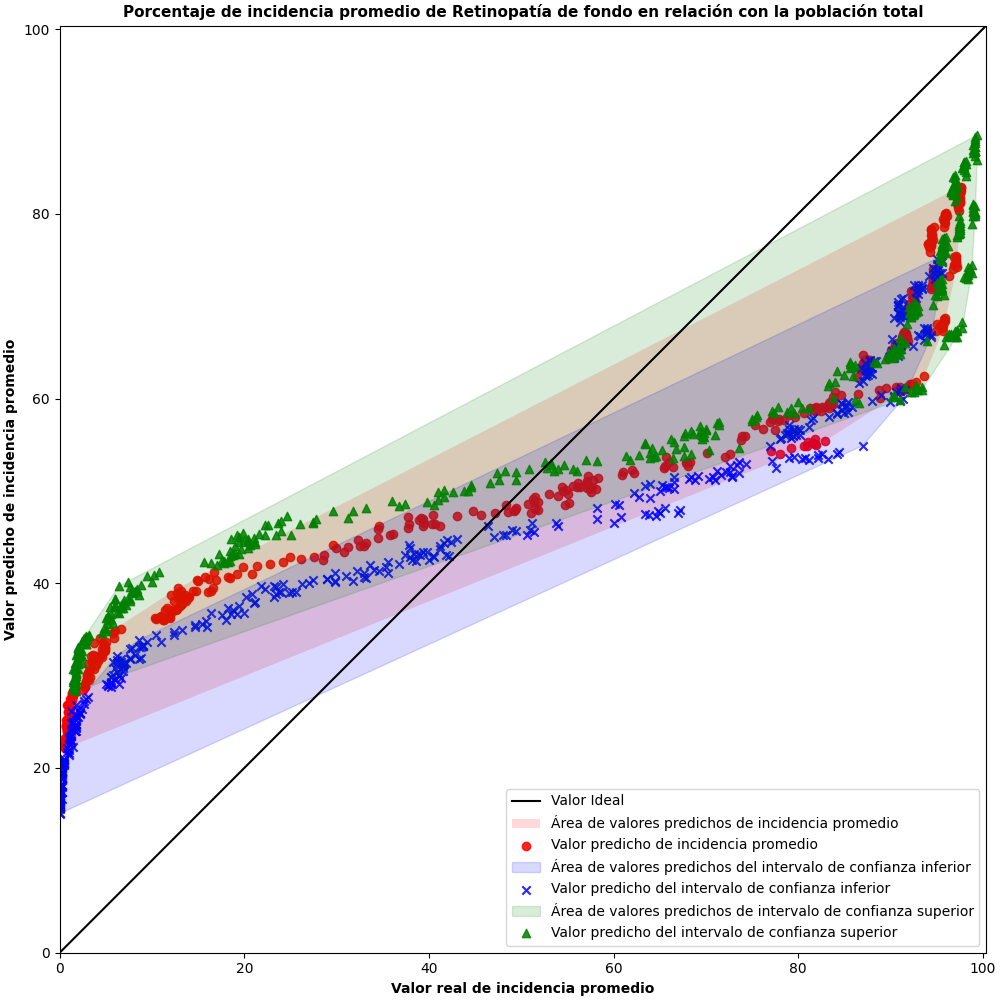 Porcentaje de incidencia promedio de Retinopatía de fondo en relación con la población total
100
80
60
40
20
0
Valor predicho de incidencia promedio
0 20 40 60 80 100
Valor real de incidencia promedio
Valor Ideal
Área de valores predichos de incidencia promedio
Valor predicho de incidencia promedio
Área de valores predichos del intervalo de confianza inferior
Valor predicho del intervalo de confianza inferior
Área de valores predichos de intervalo de confianza superior
Valor predicho del intervalo de confianza superior